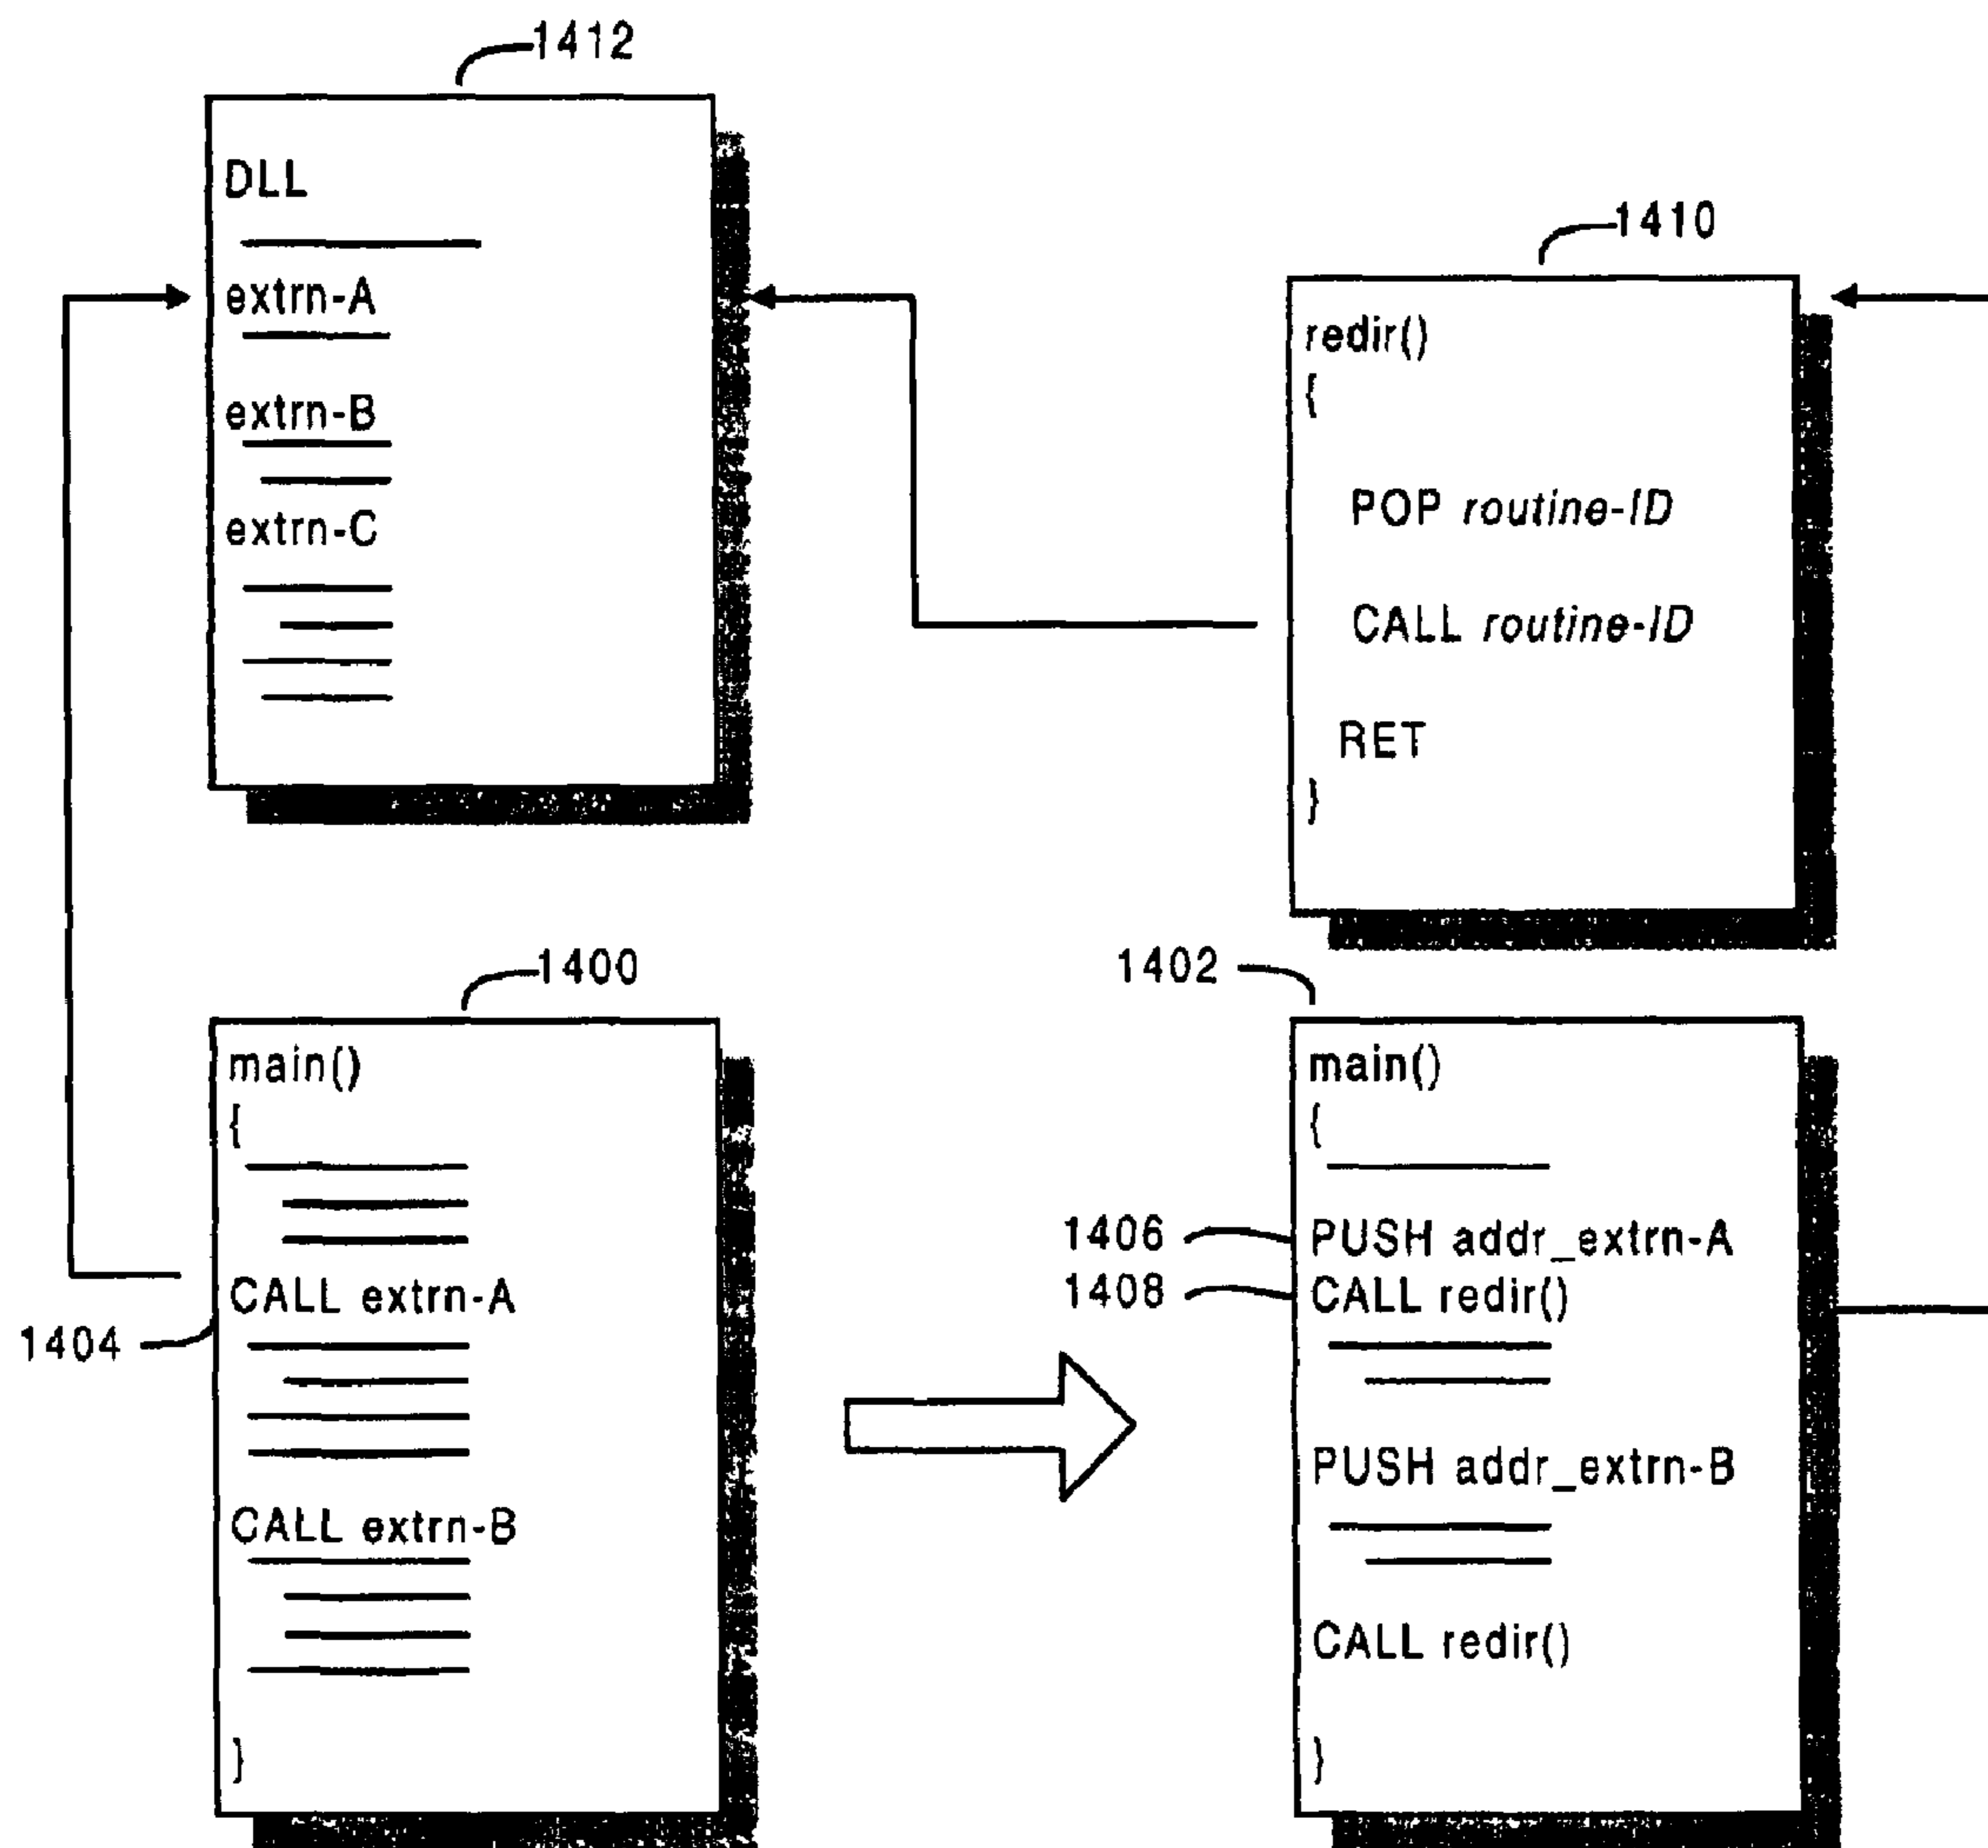 1412
DLL
extrn-A
extrn-B
extrn-C
1410
redir()
{
POP routine-ID
CALL routine-ID
RET
}
1400
main()
{
CALL extrn-A
1404
CALL extrn-B
}
1402
main()
{
1406
PUSH addr_extrn-A
1408
CALL redir()
PUSH addr_extrn-B
CALL redir()
}